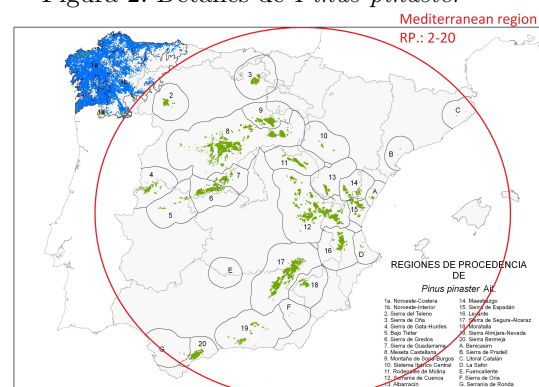 Figura 2: Detalles de Pinus pinaster
Mediterranean region
RP.: 2-20
3
2
C
9
8
10
B
11
7
4
13
14
A
6
5
15
12
16
D
17
REGIONES DE PROCEDENCIA
DE
Pinus pinaster Ait.
E
18
F
19
G
20
1a. Noroeste-Costera
1b. Noroeste-Interior
2. Sierra del Teleno
3. Sierra de Oña
4. Sierra de Gata-Hurdes
5. Bajo Tiétar
6. Sierra de Gredos
7. Sierra de Guadarrama
8. Meseta Castellana
9. Montaña de Soria-Burgos
10. Sistema Ibérico Central
11. Rodenales de Molina
12. Serranía de Cuenca
13. Albarracín
14. Maestrazgo
15. Sierra de Espadán
16. Levante
17. Sierra de Segura-Alcaraz
18. Moratalla
19. Sierra Almijara-Nevada
20. Sierra Bermeja
A. Benicasim
B. Sierra de Pradell
C. Litoral Catalán
D. La Safor
E. Fuencaliente
F. Sierra de Oria
G. Serranía de Ronda